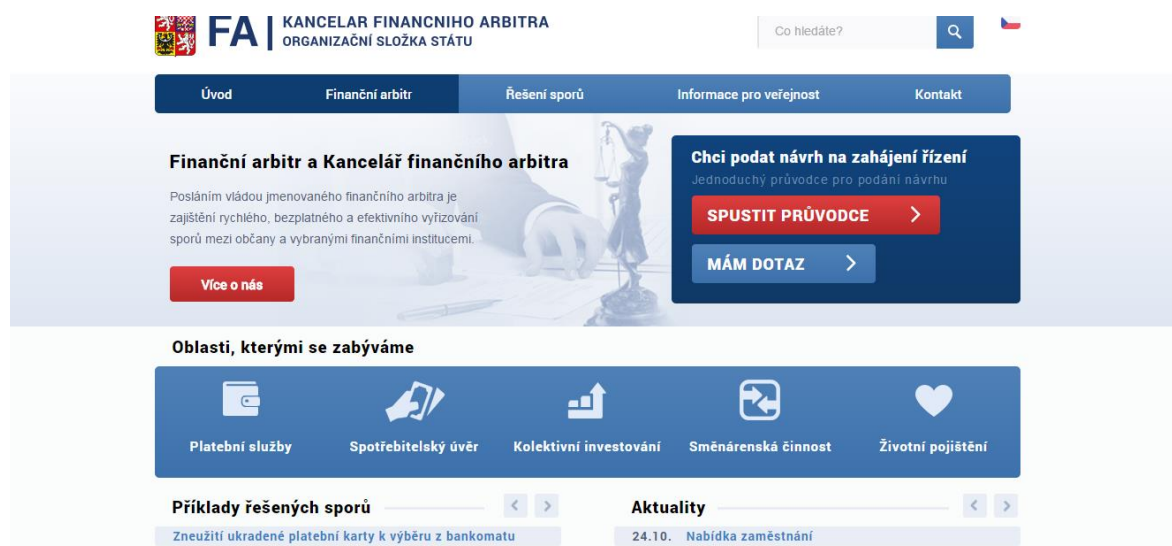 FA
KANCELAR FINANCNIHO ARBITRA
ORGANIZAČNÍ SLOŽKA STÁTU
Co hledáte?
Úvod
Finanční arbitr
Řešení sporů
Informace pro veřejnost
Kontakt
Finanční arbitr a Kancelář finančního arbitra
Posláním vládou jmenovaného finančního arbitra je
zajištění rychlého, bezplatného a efektivního vyřizování
sporů mezi občany a vybranými finančními institucemi.
Více o nás
Chci podat návrh na zahájení řízení
Jednoduchý průvodce pro podání návrhu
SPUSTIT PRŮVODCE
MÁM DOTAZ
Oblasti, kterými se zabýváme
Platební služby
Spotřebitelský úvěr
Kolektivní investování
Směnárenská činnost
Životní pojištění
Příklady řešených sporů
Zneužití ukradené platební karty k výběru z bankomatu
Aktuality
24.10. Nabídka zaměstnání